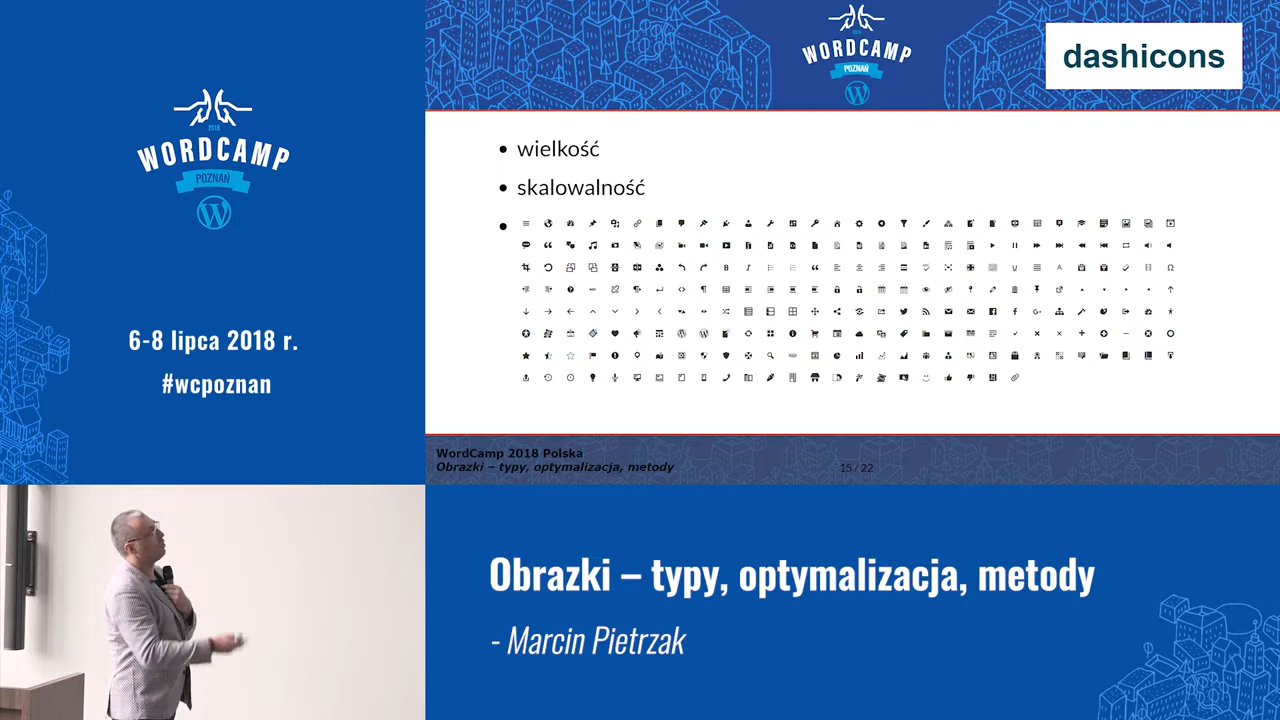 2018
WORDCAMP
POZNAŃ
6-8 lipca 2018 r.
#wcpoznan
2018
WORDCAMP
POZNAŃ
dashicons
• wielkość
• skalowalność
•
WordCamp 2018 Polska
Obrazki – typy, optymalizacja, metody
15 / 22
Obrazki – typy, optymalizacja, metody
- Marcin Pietrzak